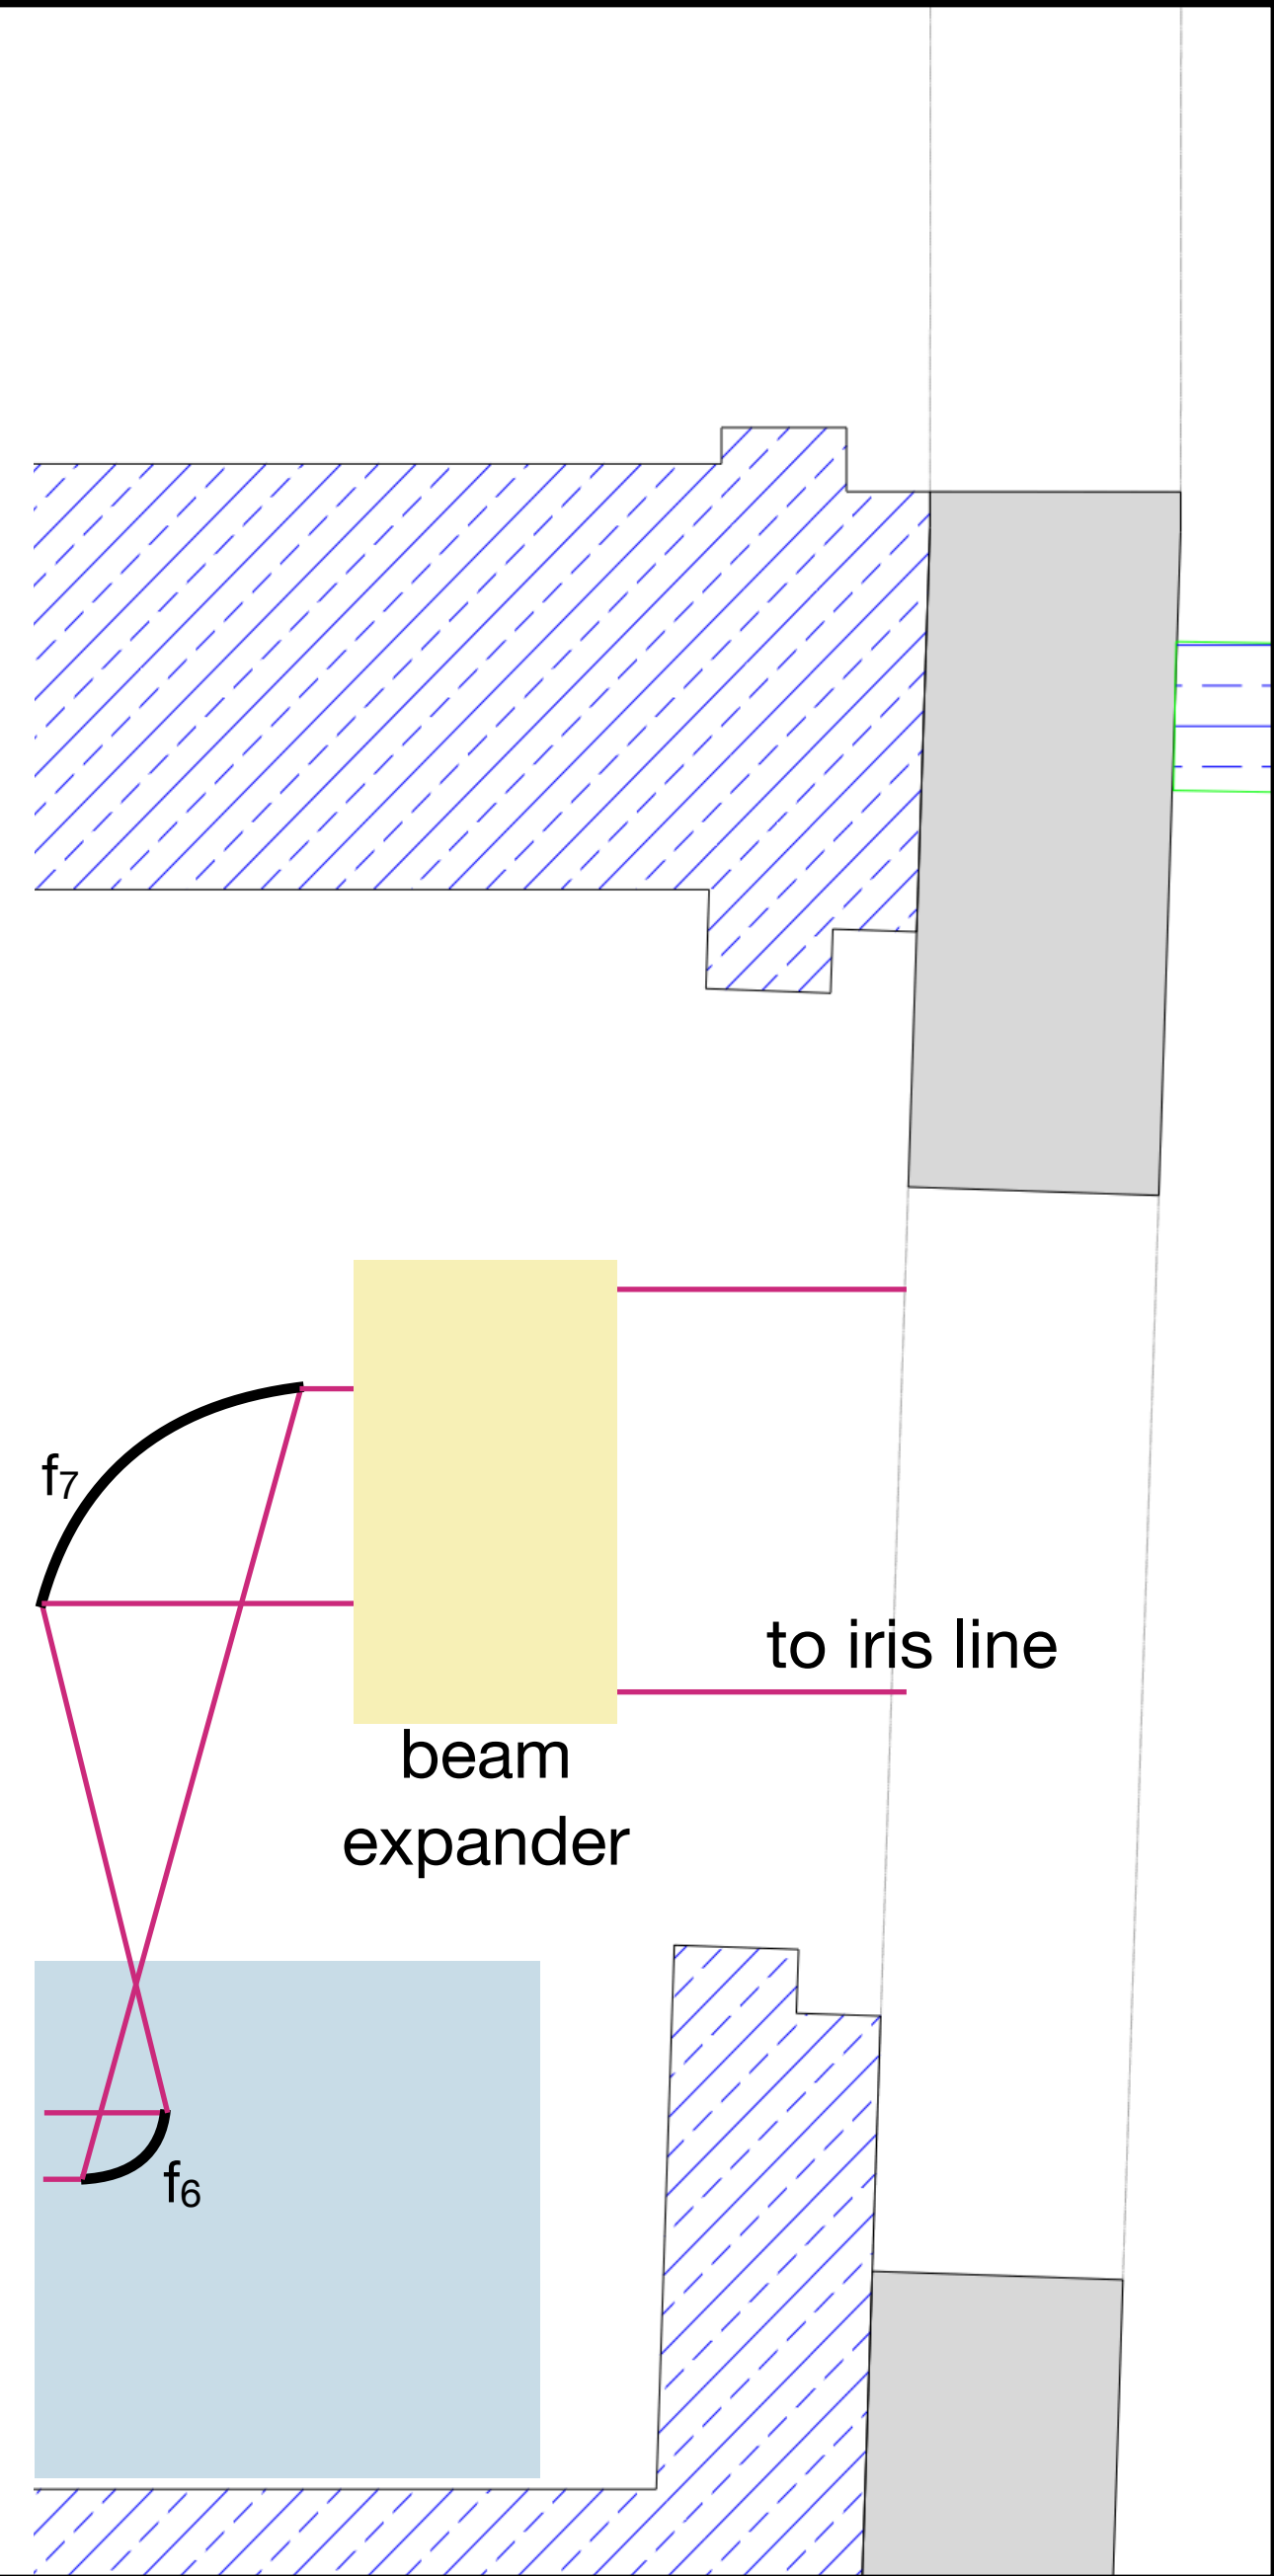 f₇
to iris line
beam
expander
f₆